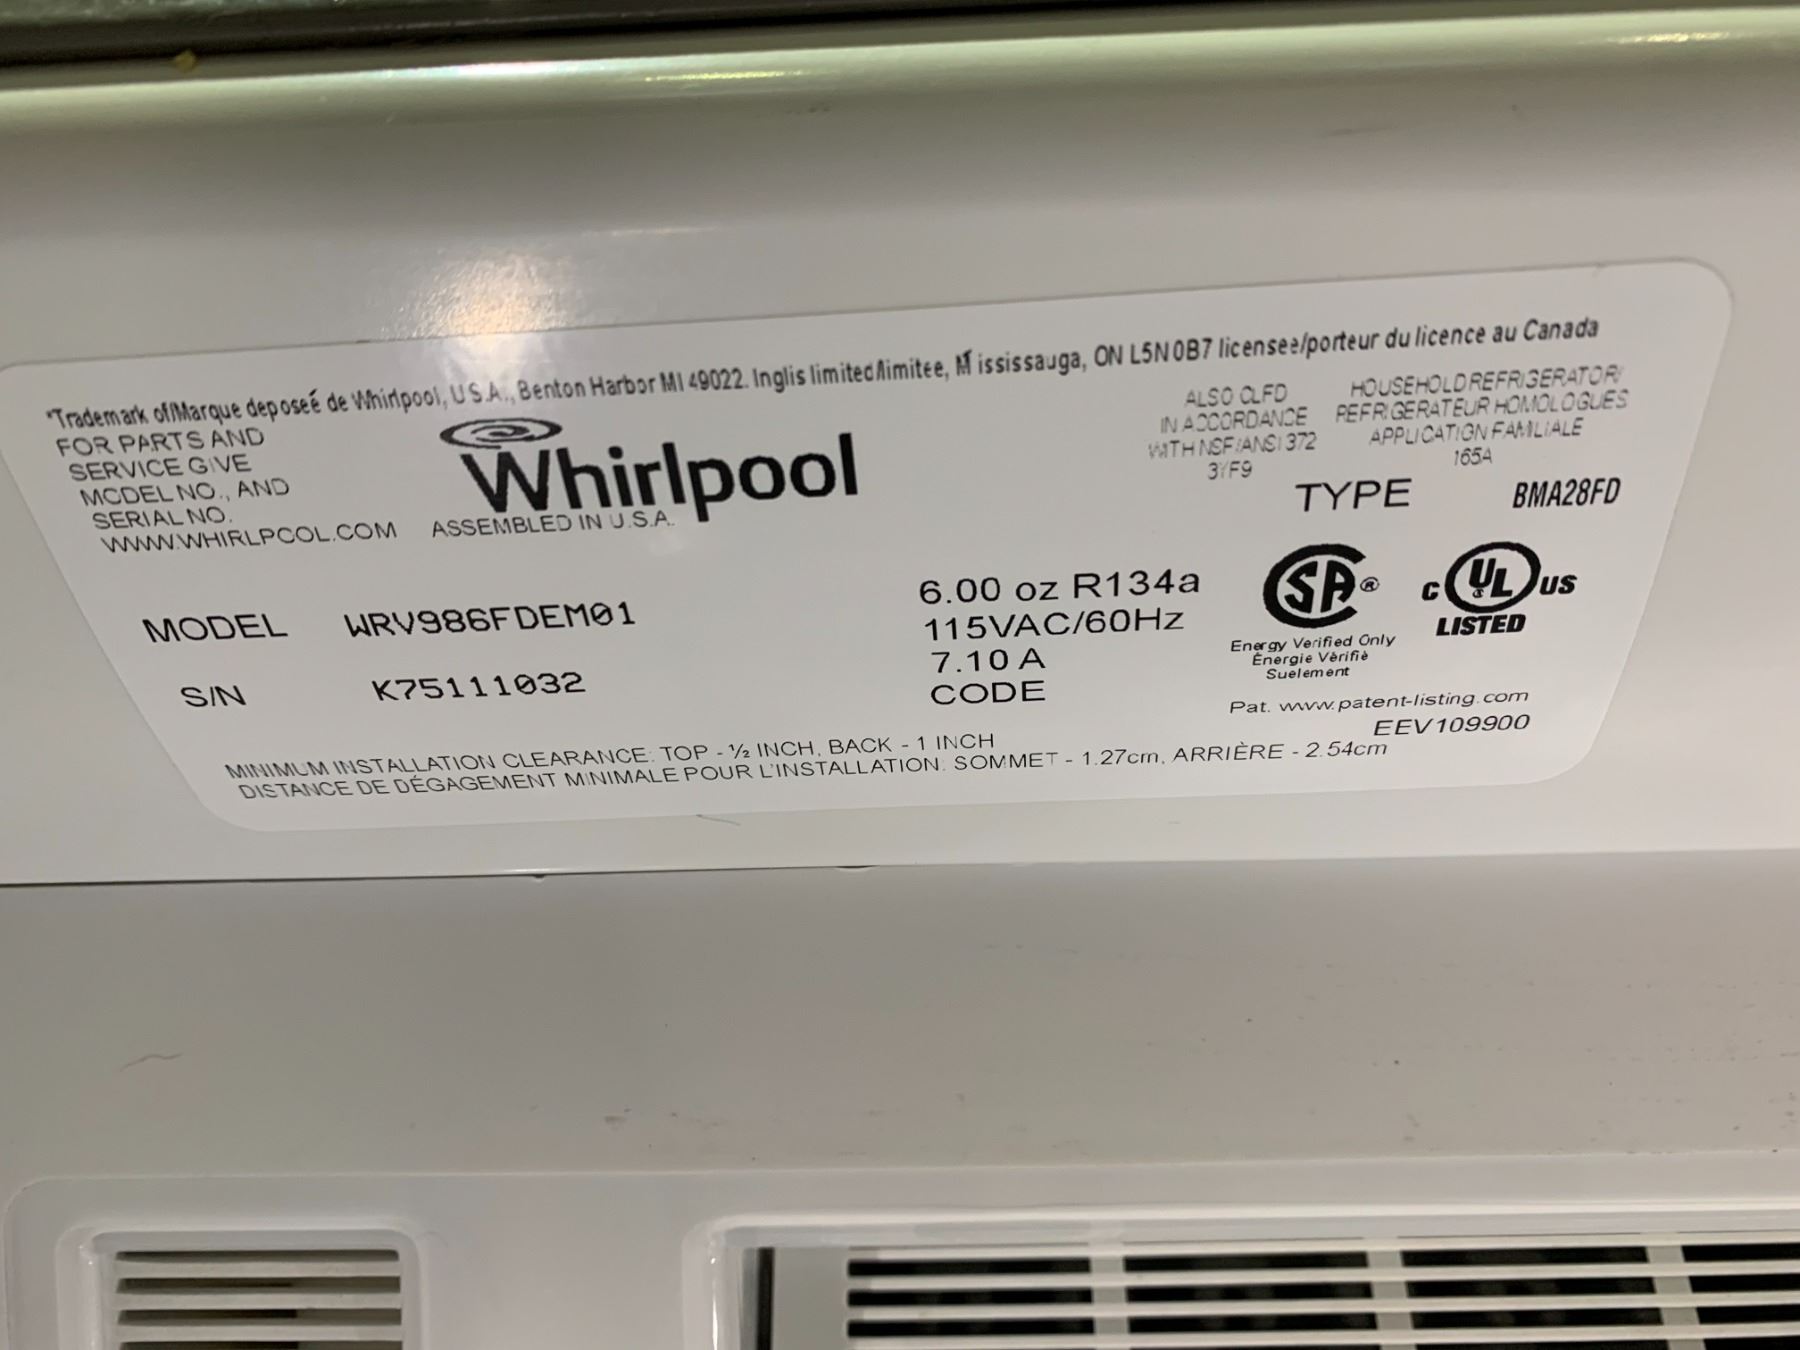 *Trademark of/Marque deposeé de Whirlpool, U.S.A., Benton Harbor MI 49022. Inglis limited/limitee, Mississauga, ON L5N 0B7 licensee/porteur du licence au Canada
FOR PARTS AND
SERVICE GIVE
MODEL NO., AND
SERIAL NO.
WWW.WHIRLPOOL.COM
Whirlpool
ASSEMBLED IN U.S.A.
ALSO CLFD
IN ACCORDANCE
WITH NSF/ANSI 372
3YF9
HOUSEHOLD REFRIGERATOR/
REFRIGERATEUR HOMOLOGUES
APPLICATION FAMILIALE
165A
TYPE BMA28FD
MODEL WRV986FDEM01
S/N K75111032
6.00 oz R134a
115VAC/60Hz
7.10 A
CODE
SA®
Energy Verified Only
Énergie Vèrifiè
Suelement
c UL us
LISTED
Pat. www.patent-listing.com
EEV109900
MINIMUM INSTALLATION CLEARANCE: TOP - ½ INCH, BACK - 1 INCH
DISTANCE DE DÉGAGEMENT MINIMALE POUR L'INSTALLATION: SOMMET - 1.27cm, ARRIÈRE - 2.54cm